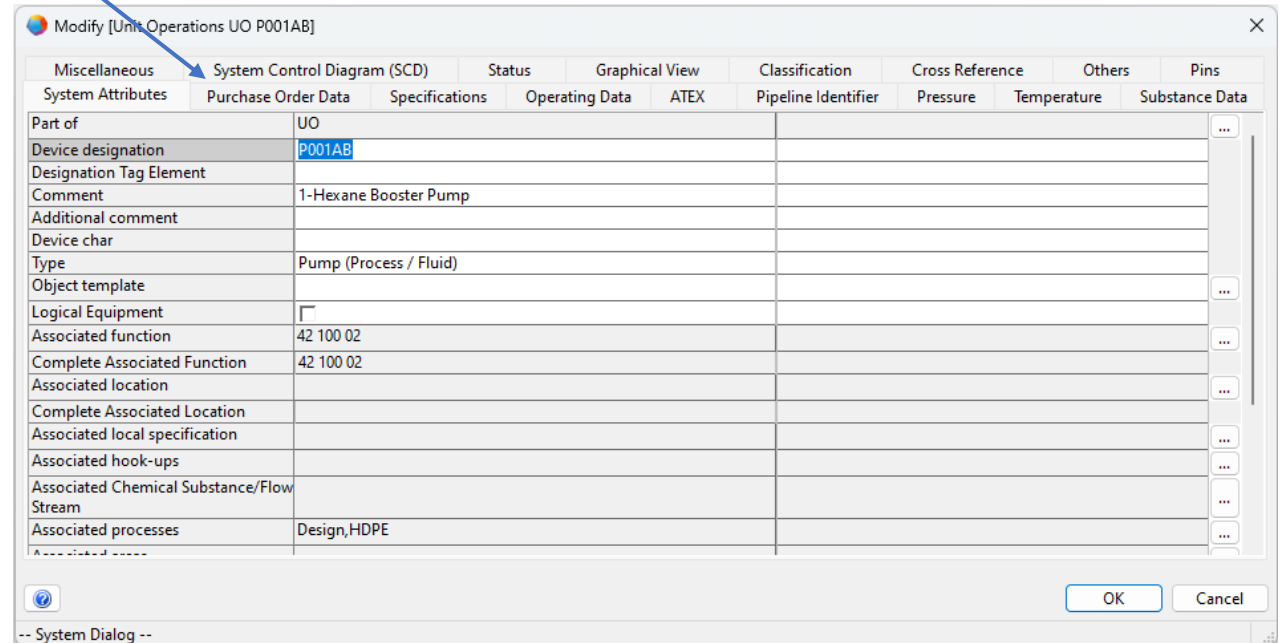 Modify [Unit Operations UO P001AB]
Miscellaneous System Control Diagram (SCD) Status Graphical View Classification Cross Reference Others Pins
System Attributes Purchase Order Data Specifications Operating Data ATEX Pipeline Identifier Pressure Temperature Substance Data
Part of UO ...
Device designation P001AB
Designation Tag Element
Comment 1-Hexane Booster Pump
Additional comment
Device char
Type Pump (Process / Fluid)
Object template ...
Logical Equipment
Associated function 42 100 02 ...
Complete Associated Function 42 100 02
Associated location ...
Complete Associated Location
Associated local specification ...
Associated hook-ups ...
Associated Chemical Substance/Flow
Stream ...
Associated processes Design,HDPE ...
OK Cancel
-- System Dialog --